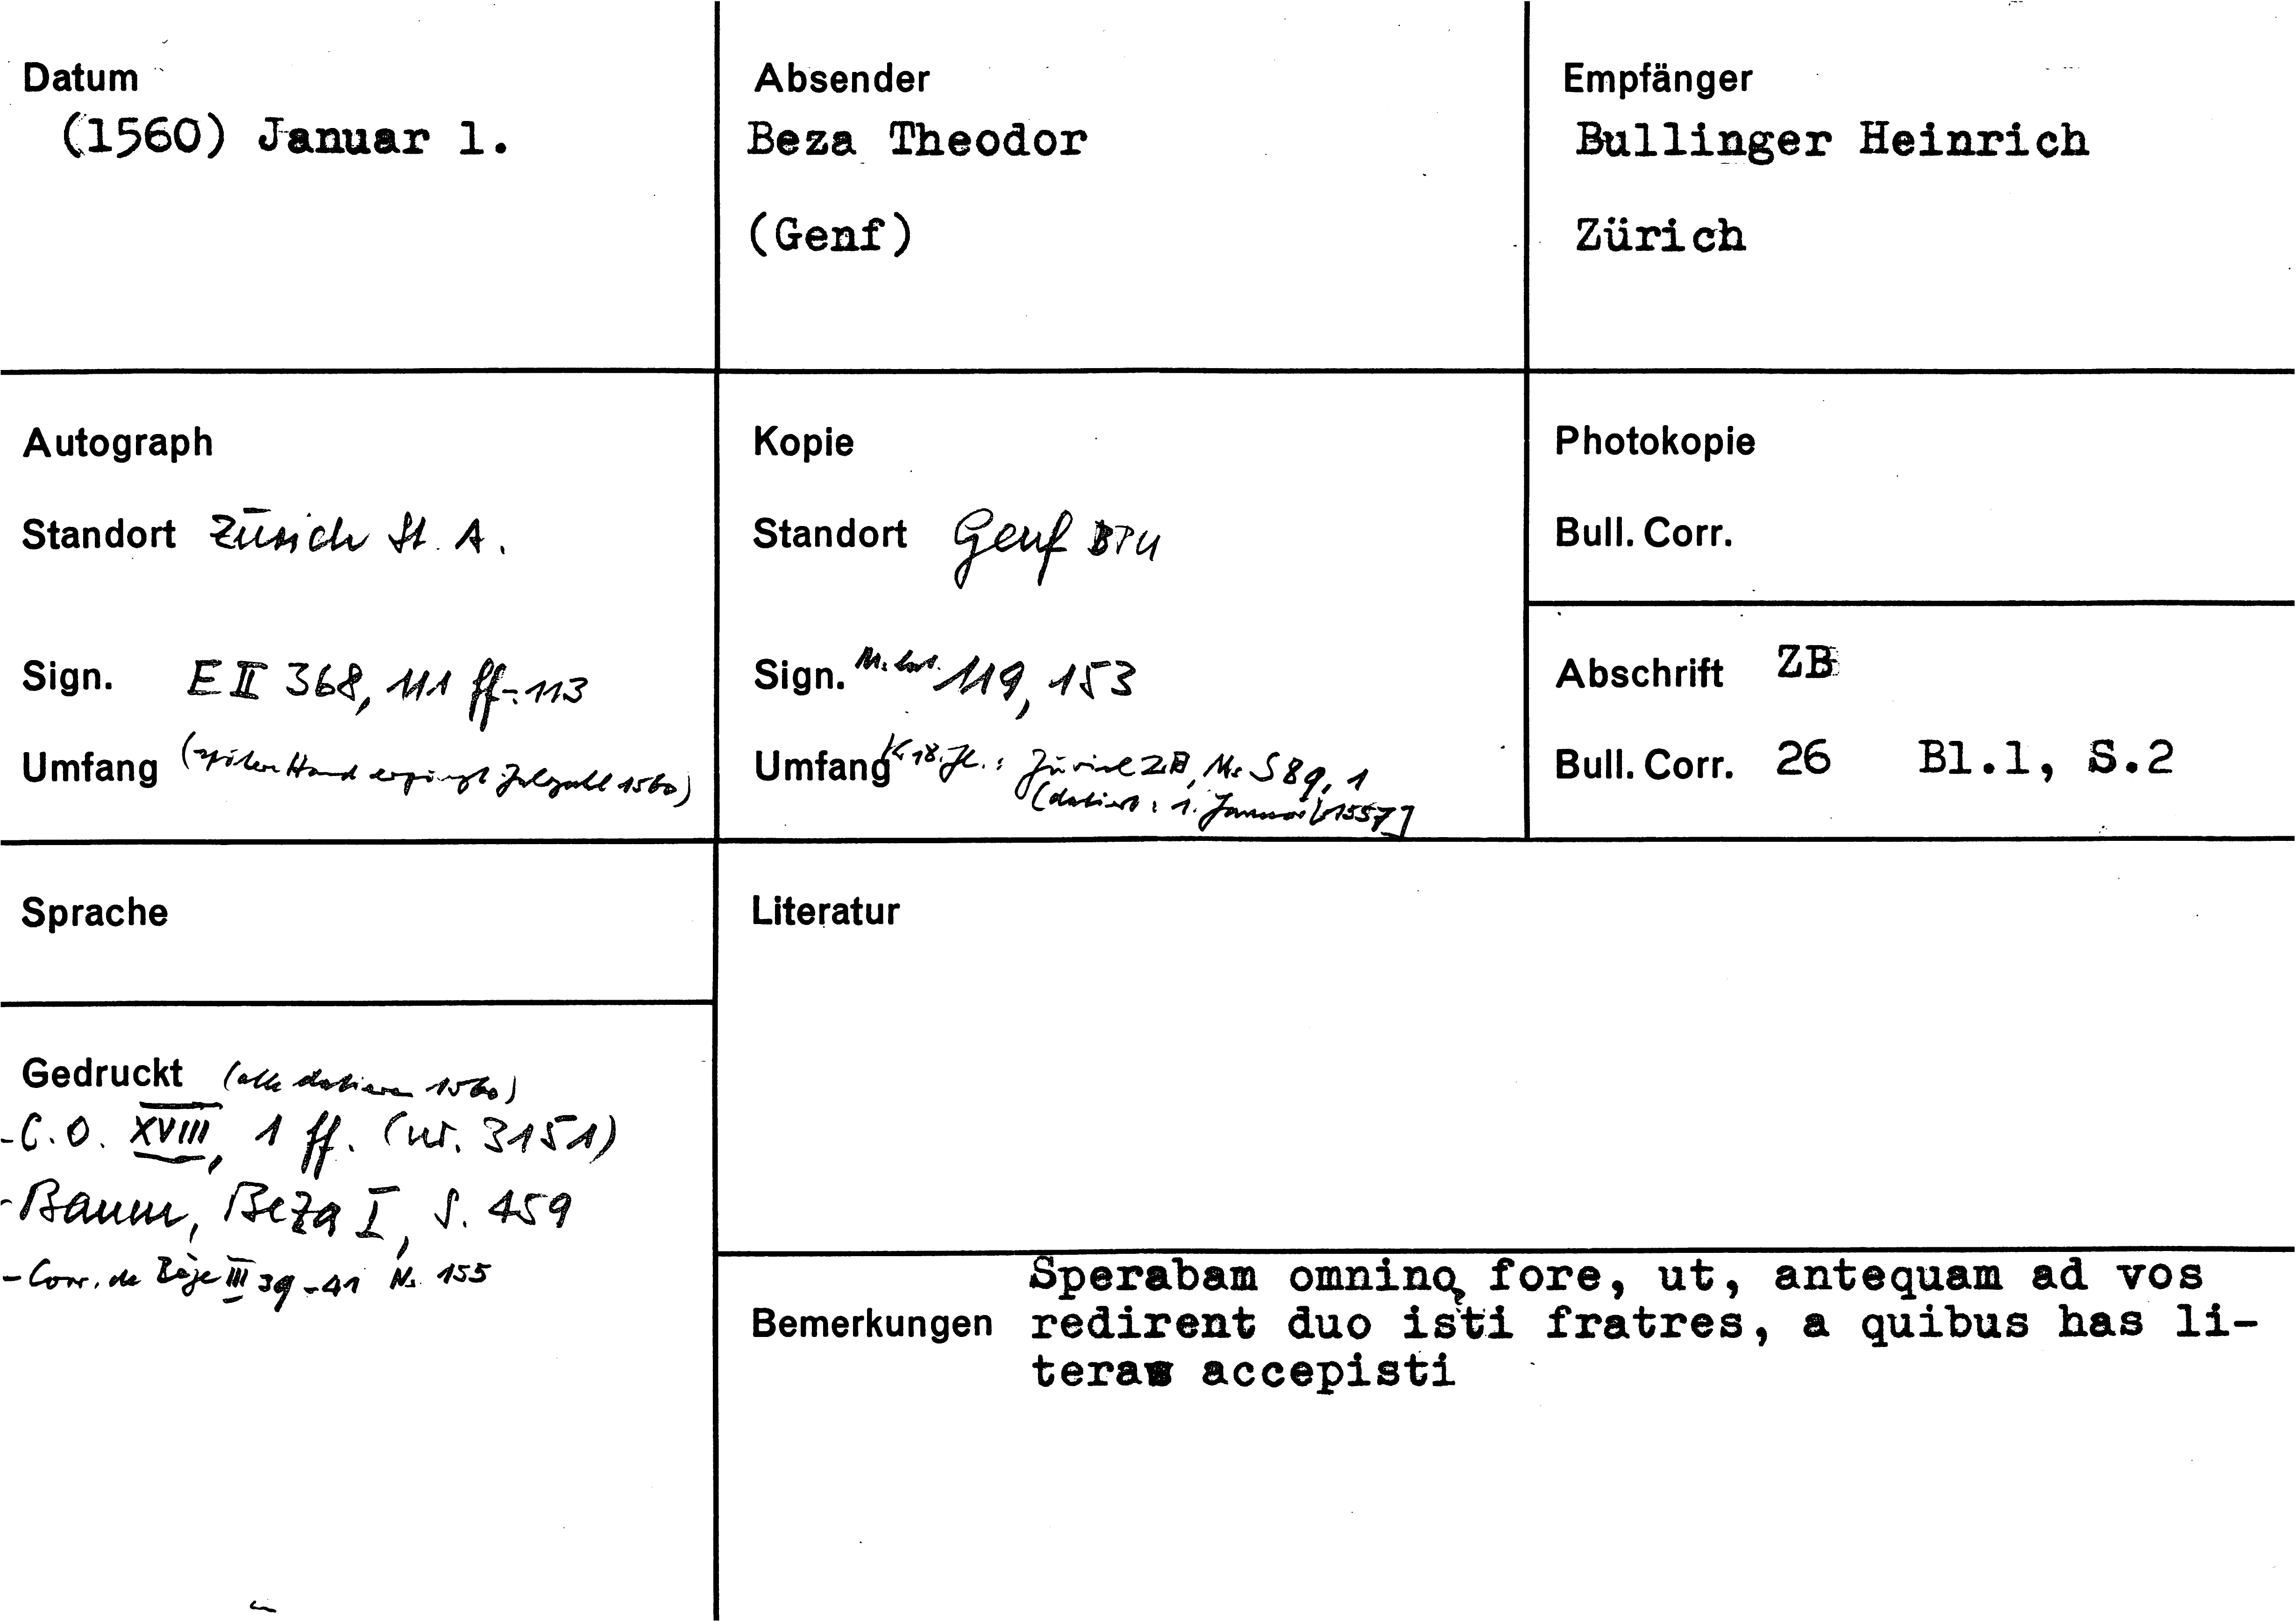 Datum
(1560) Januar 1.
Absender
Beza Theodor
(Genf)
Empfänger
Bullinger Heinrich
Zürich
Autograph
Standort Zürich St. A.
Sign. E II 368, 111 ff-113
Umfang (spätere Hand ergänzt Jahrzahl 1560)
Kopie
Standort Genf BPU
Sign. Ms. lat. 119, 153
Umfang K 18. Jh.: Zürich ZB, Ms S 89, 1
(datiert: 1. Januar [1557]
Photokopie
Bull. Corr.
Abschrift ZB
Bull. Corr. 26 Bl.1, S.2
Sprache
Literatur
Gedruckt (alle datieren 1560)
- C.O. XVIII, 1 ff. (Nr. 3151)
- Baum, Beza I, S. 459
- Corr. de Bèze III 39-41 Nr. 155
Bemerkungen
Sperabam omnino fore, ut, antequam ad vos
redirent duo isti fratres, a quibus has li-
teras accepisti